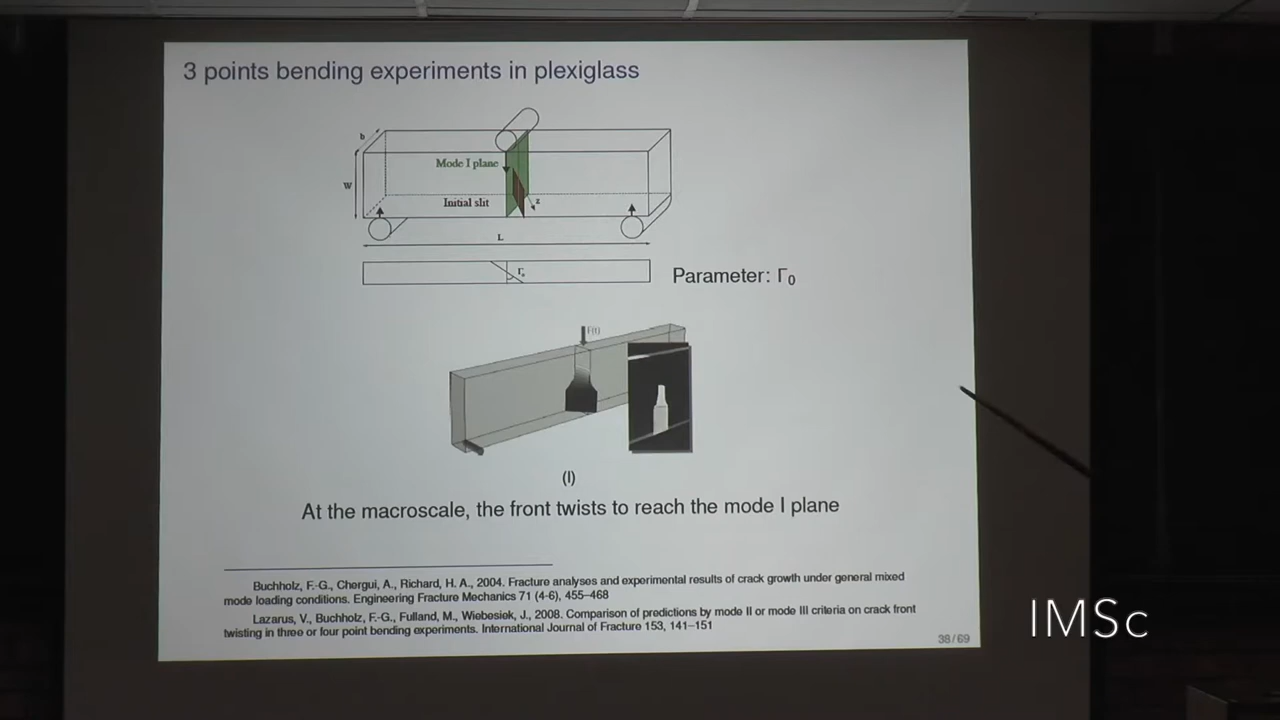 3 points bending experiments in plexiglass
b
Mode I plane
W
Initial slit
z
L
Γ₀
Parameter: Γ₀
F(t)
(I)
At the macroscale, the front twists to reach the mode I plane
Buchholz, F.-G., Chergui, A., Richard, H. A., 2004. Fracture analyses and experimental results of crack growth under general mixed
mode loading conditions. Engineering Fracture Mechanics 71 (4-6), 455–468
Lazarus, V., Buchholz, F.-G., Fulland, M., Wiebesiek, J., 2008. Comparison of predictions by mode II or mode III criteria on crack front
twisting in three or four point bending experiments. International Journal of Fracture 153, 141–151
38/69
IMSc